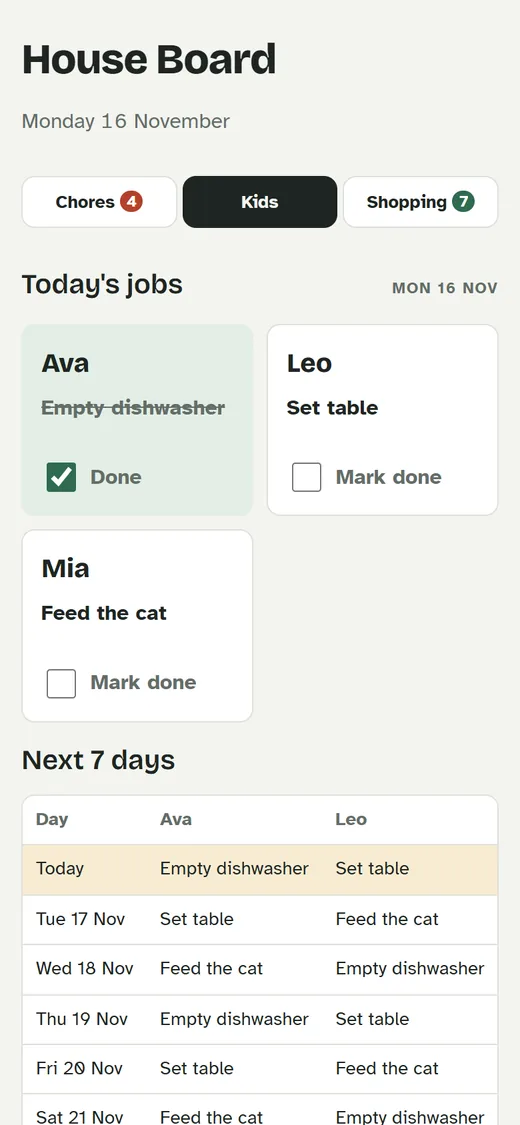 House Board
Monday 16 November
Chores 4 Kids Shopping 7
Today's jobs MON 16 NOV
Ava
Empty dishwasher
Done
Leo
Set table
Mark done
Mia
Feed the cat
Mark done
Next 7 days
Day Ava Leo
Today Empty dishwasher Set table
Tue 17 Nov Set table Feed the cat
Wed 18 Nov Feed the cat Empty dishwasher
Thu 19 Nov Empty dishwasher Set table
Fri 20 Nov Set table Feed the cat
Sat 21 Nov Feed the cat Empty dishwasher